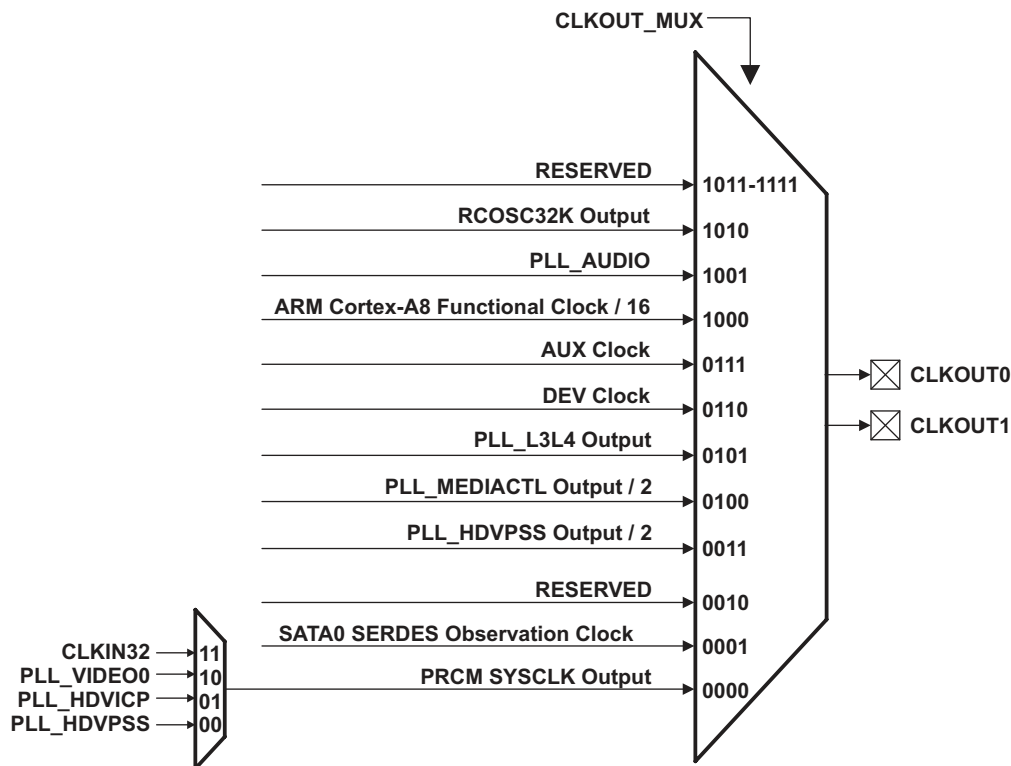 CLKOUT_MUX
RESERVED
1011-1111
RCOSC32K Output
1010
PLL_AUDIO
1001
ARM Cortex-A8 Functional Clock / 16
1000
AUX Clock
0111
CLKOUT0
DEV Clock
0110
CLKOUT1
PLL_L3L4 Output
0101
PLL_MEDIACTL Output / 2
0100
PLL_HDVPSS Output / 2
0011
RESERVED
0010
SATA0 SERDES Observation Clock
0001
CLKIN32
11
PLL_VIDEO0
10
PRCM SYSCLK Output
0000
PLL_HDVICP
01
PLL_HDVPSS
00